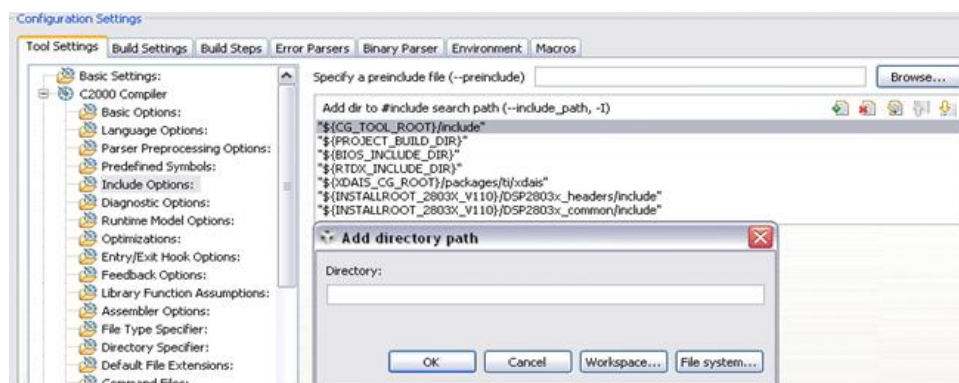 Configuration Settings
Tool Settings Build Settings Build Steps Error Parsers Binary Parser Environment Macros
Basic Settings:
C2000 Compiler
Basic Options:
Language Options:
Parser Preprocessing Options:
Predefined Symbols:
Include Options:
Diagnostic Options:
Runtime Model Options:
Optimizations:
Entry/Exit Hook Options:
Feedback Options:
Library Function Assumptions:
Assembler Options:
File Type Specifier:
Directory Specifier:
Default File Extensions:
Command Files:
Specify a preinclude file (--preinclude) Browse...
Add dir to #include search path (--include_path, -I)
"${CG_TOOL_ROOT}/include"
"${PROJECT_BUILD_DIR}"
"${BIOS_INCLUDE_DIR}"
"${RTDX_INCLUDE_DIR}"
"${XDAIS_CG_ROOT}/packages/ti/xdais"
"${INSTALLROOT_2803X_V110}/DSP2803x_headers/include"
"${INSTALLROOT_2803X_V110}/DSP2803x_common/include"
Add directory path
Directory:
OK Cancel Workspace... File system...